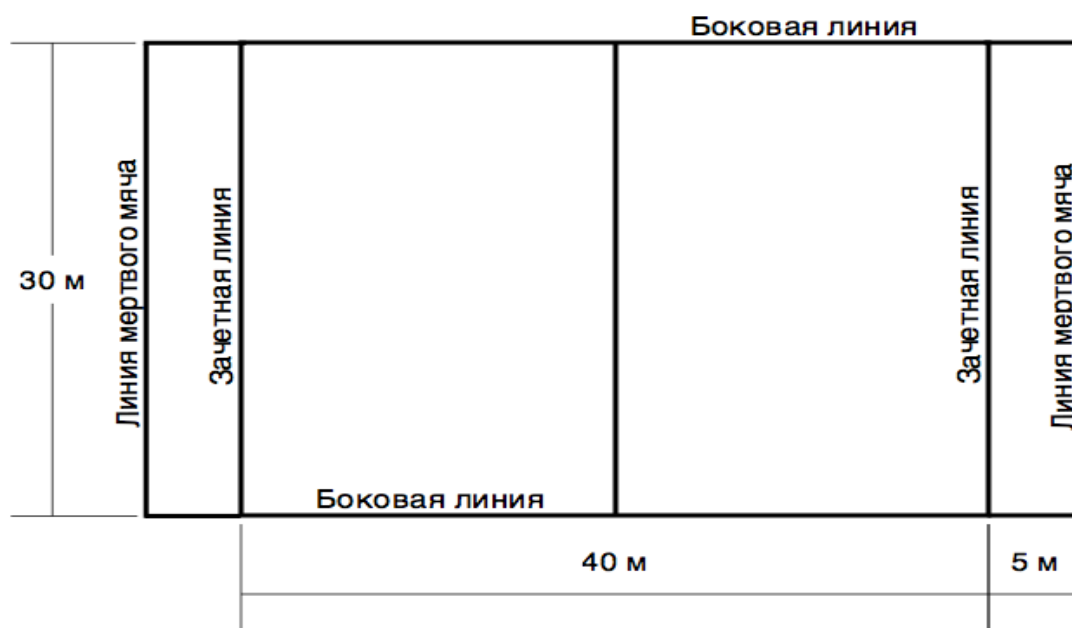 Боковая линия
Линия мертвого мяча
Зачетная линия
30 м
Зачетная линия
Линия мертвого мяча
Боковая линия
40 м
5 м